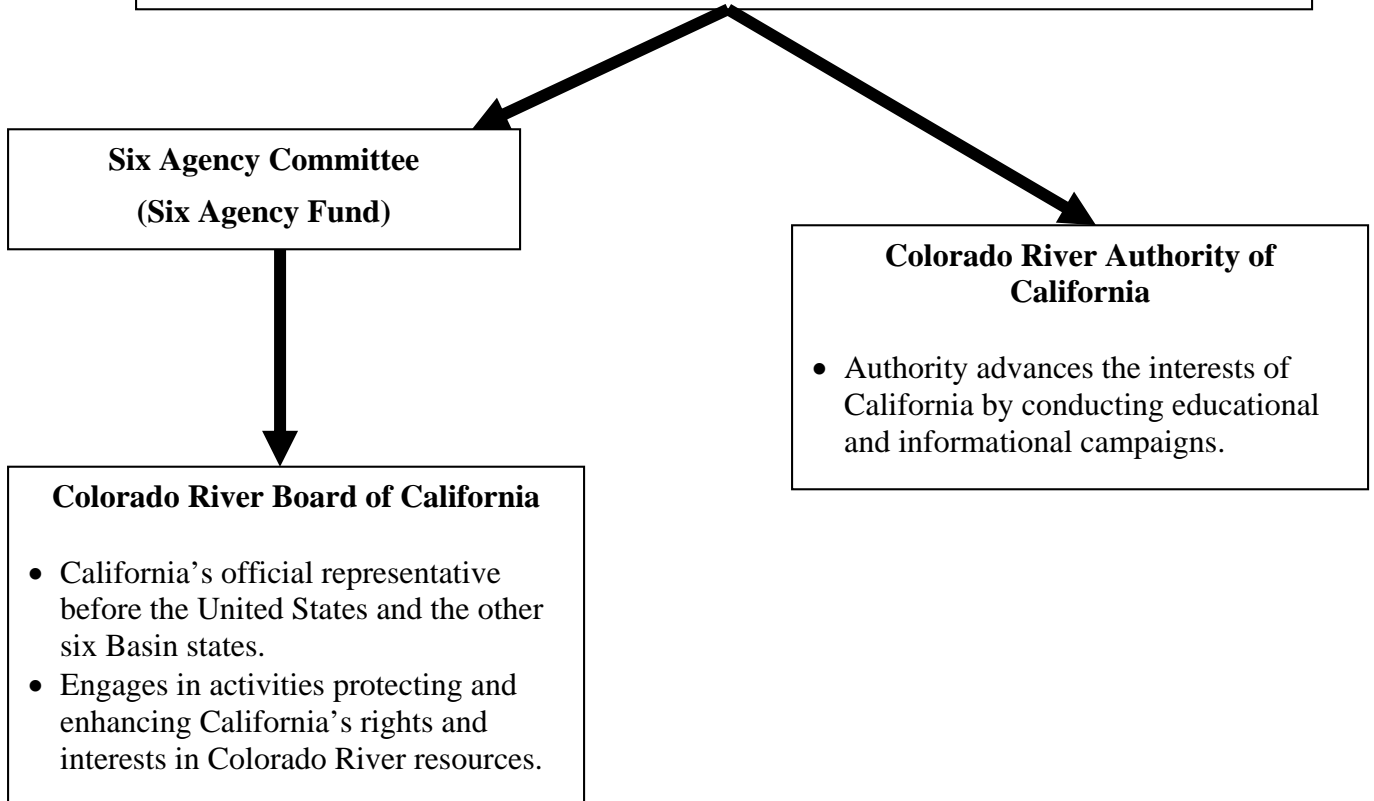 Six Agency Committee
(Six Agency Fund)
Colorado River Authority of
California
• Authority advances the interests of
California by conducting educational
and informational campaigns.
Colorado River Board of California
• California’s official representative
before the United States and the other
six Basin states.
• Engages in activities protecting and
enhancing California’s rights and
interests in Colorado River resources.